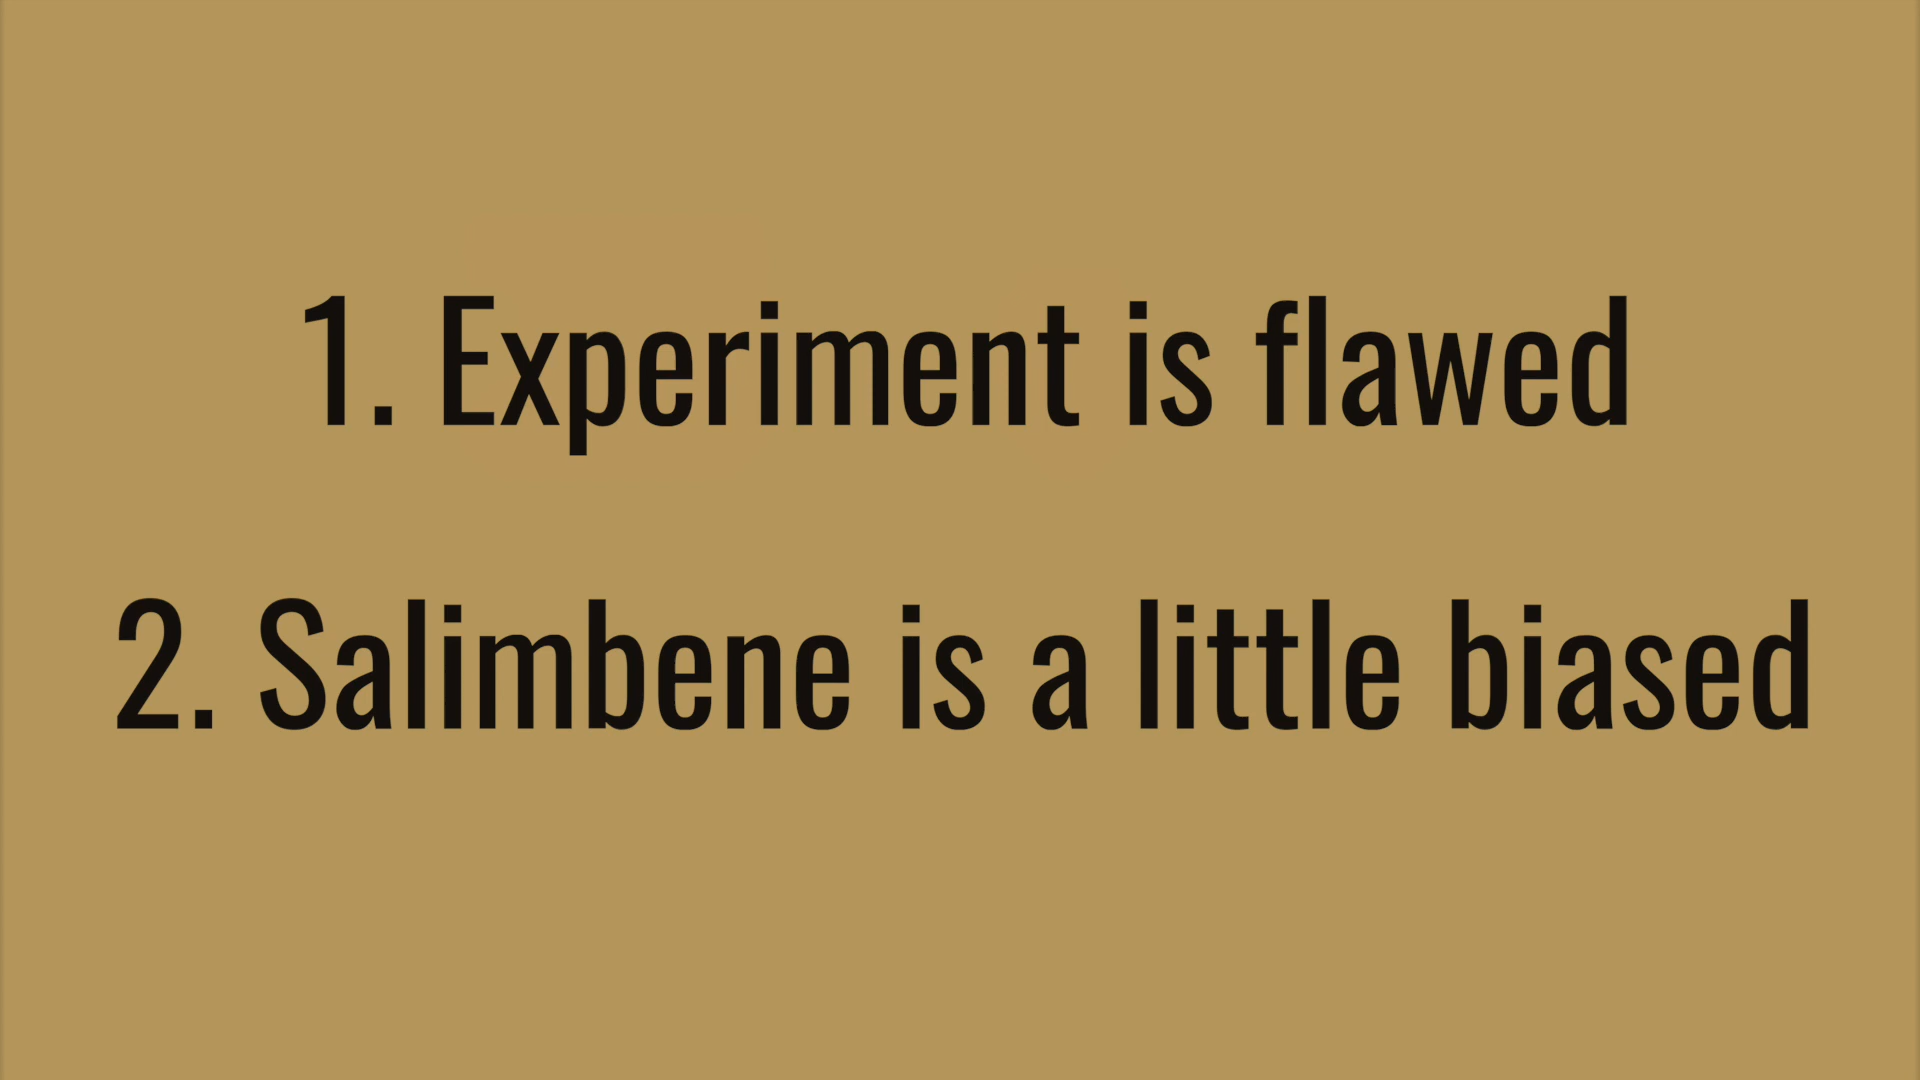 1. Experiment is flawed
2. Salimbene is a little biased